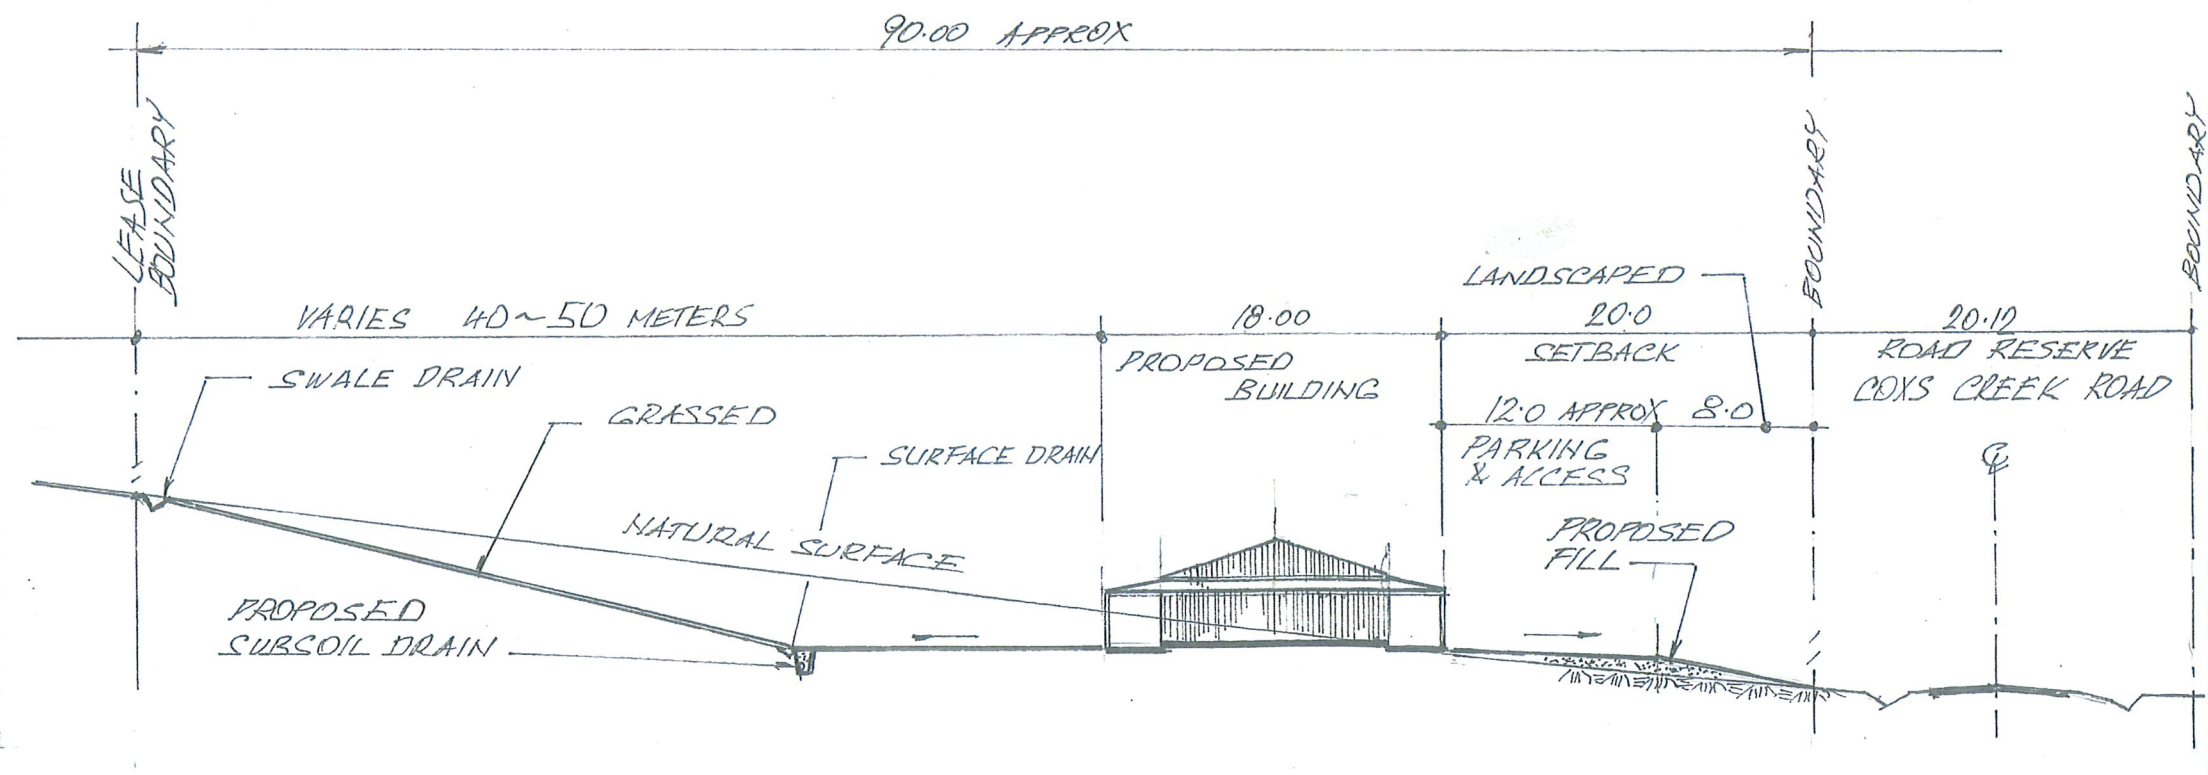 90.00 APPROX
LEASE
BOUNDARY
BOUNDARY
BOUNDARY
LANDSCAPED
VARIES 40~50 METERS
18.00
20.0
20.12
PROPOSED
BUILDING
SETBACK
ROAD RESERVE
COXS CREEK ROAD
SWALE DRAIN
GRASSED
12.0 APPROX 8.0
SURFACE DRAIN
PARKING
& ACCESS
℄
NATURAL SURFACE
PROPOSED
FILL
PROPOSED
SUBSOIL DRAIN